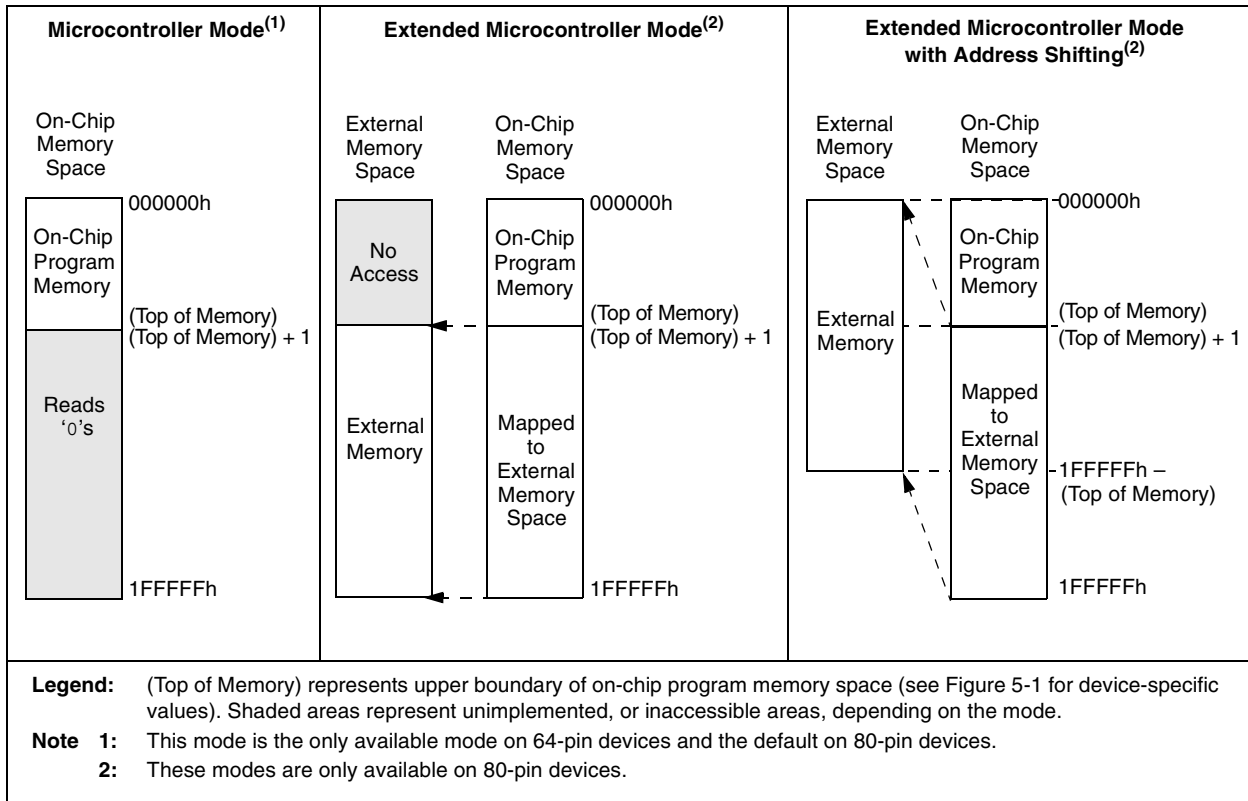 Microcontroller Mode(1)
On-Chip
Memory
Space
000000h
On-Chip
Program
Memory
(Top of Memory)
(Top of Memory) + 1
Reads
‘0’s
1FFFFFh
Extended Microcontroller Mode(2)
External
Memory
Space
On-Chip
Memory
Space
000000h
No
Access
On-Chip
Program
Memory
(Top of Memory)
(Top of Memory) + 1
External
Memory
Mapped
to
External
Memory
Space
1FFFFFh
Extended Microcontroller Mode
with Address Shifting(2)
External
Memory
Space
On-Chip
Memory
Space
000000h
On-Chip
Program
Memory
External
Memory
(Top of Memory)
(Top of Memory) + 1
Mapped
to
External
Memory
Space
1FFFFFh –
(Top of Memory)
1FFFFFh
Legend: (Top of Memory) represents upper boundary of on-chip program memory space (see Figure 5-1 for device-specific
values). Shaded areas represent unimplemented, or inaccessible areas, depending on the mode.
Note 1: This mode is the only available mode on 64-pin devices and the default on 80-pin devices.
2: These modes are only available on 80-pin devices.